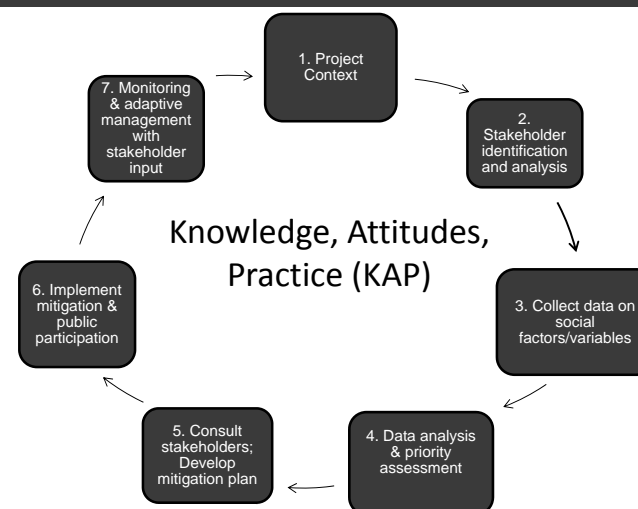 1. Project
Context
2.
Stakeholder
identification
and analysis
3. Collect data on
social
factors/variables
4. Data analysis
& priority
assessment
5. Consult
stakeholders;
Develop
mitigation plan
6. Implement
mitigation &
public
participation
7. Monitoring
& adaptive
management
with
stakeholder
input
Knowledge, Attitudes,
Practice (KAP)